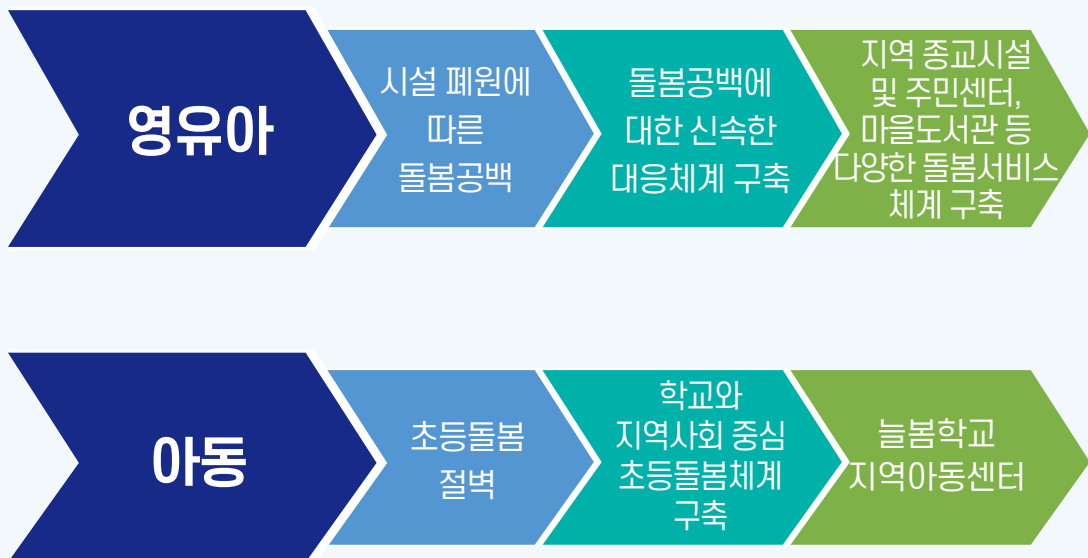 영유아
시설 폐원에
따른
돌봄공백
돌봄공백에
대한 신속한
대응체계 구축
지역 종교시설
및 주민센터,
마을도서관 등
다양한 돌봄서비스
체계 구축
아동
초등돌봄
절벽
학교와
지역사회 중심
초등돌봄체계
구축
늘봄학교
지역아동센터